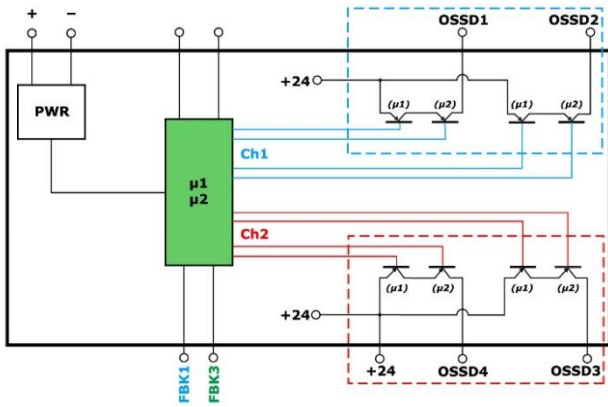 + − OSSD1 OSSD2
+24
PWR
(µ1) (µ2) (µ1) (µ2)
Ch1
µ1
µ2
Ch2
(µ1) (µ2) (µ1) (µ2)
+24
+24 OSSD4 OSSD3
FBK1
FBK3